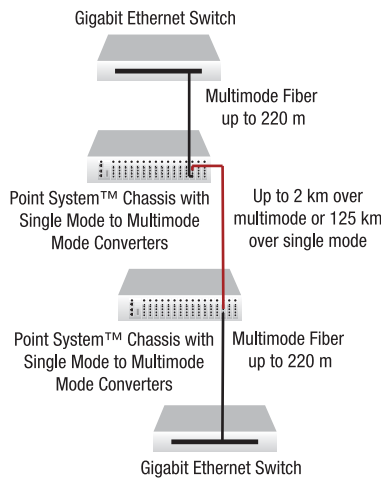 Gigabit Ethernet Switch
Multimode Fiber
up to 220 m
Point System™ Chassis with
Single Mode to Multimode
Mode Converters
Up to 2 km over
multimode or 125 km
over single mode
Point System™ Chassis with
Single Mode to Multimode
Mode Converters
Multimode Fiber
up to 220 m
Gigabit Ethernet Switch